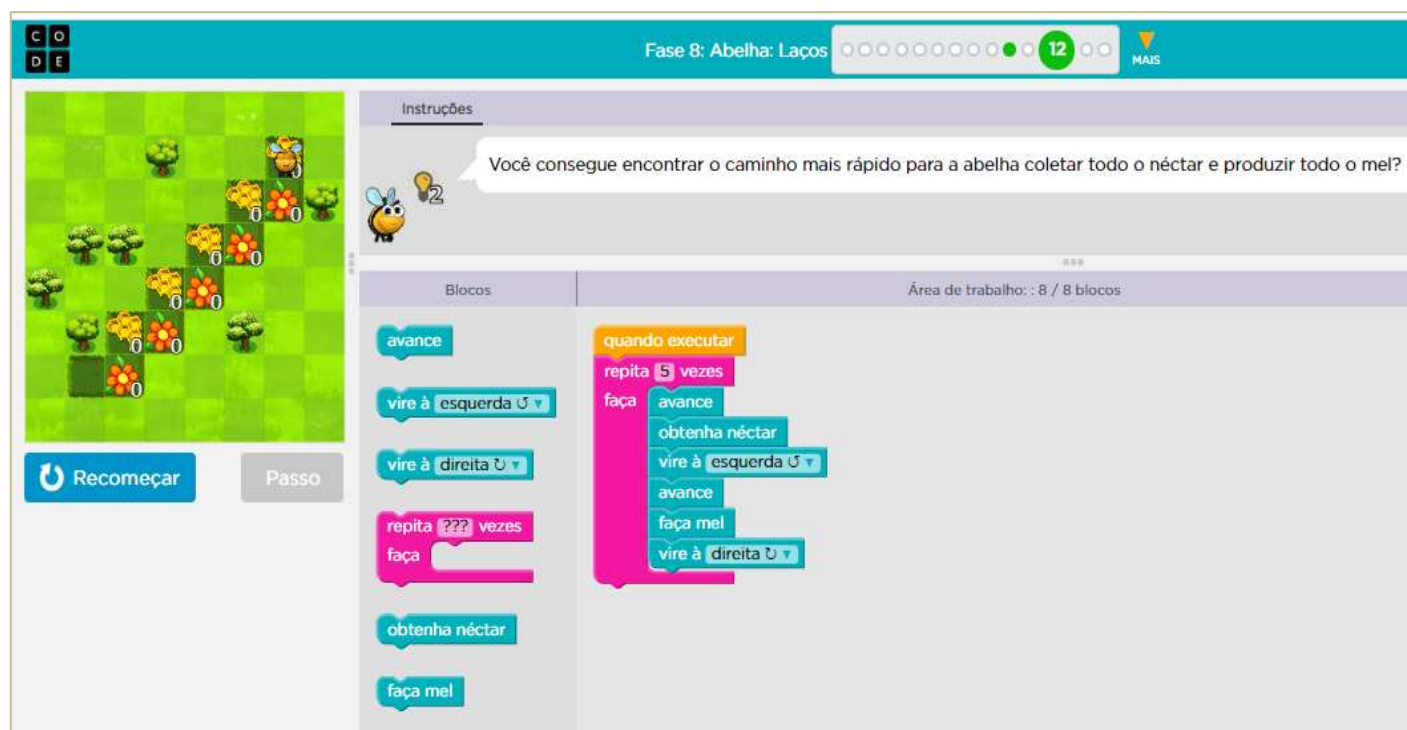 C O
D E
Fase 8: Abelha: Laços
12
MAIS
Instruções
Você consegue encontrar o caminho mais rápido para a abelha coletar todo o néctar e produzir todo o mel?
2
0
0 0
0 0
0 0
0 0
0
Recomeçar
Passo
Blocos
Área de trabalho: : 8 / 8 blocos
avance
vire à esquerda ↺
vire à direita ↻
repita ??? vezes
faça
obtenha néctar
faça mel
quando executar
repita 5 vezes
faça
avance
obtenha néctar
vire à esquerda ↺
avance
faça mel
vire à direita ↻